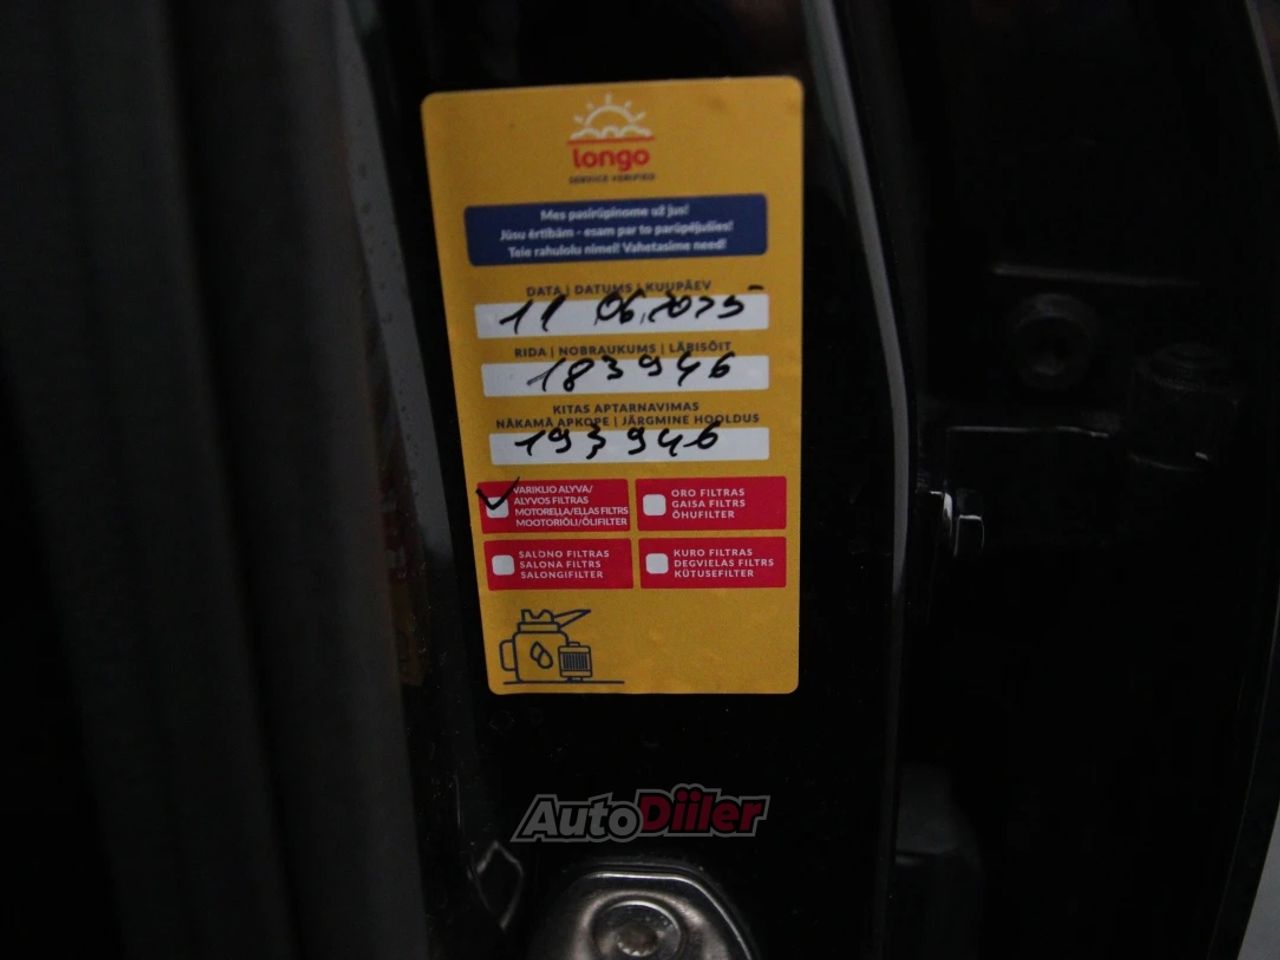 longo
SERVICE VERIFIED
Mes pasirūpinome už jus!
Jūsu ērtībām - esam par to parūpējušies!
Teie rahulolu nimel! Vahetasime need!
DATA | DATUMS | KUUPÄEV
11 06.2025
RIDA | NOBRAUKUMS | LÄBISÕIT
183946
KITAS APTARNAVIMAS
NĀKAMĀ APKOPE | JÄRGMINE HOOLDUS
193946
VARIKLIO ALYVA/
ALYVOS FILTRAS
MOTOREĻĻA/EĻĻAS FILTRS
MOOTORIÕLI/ÕLIFILTER
ORO FILTRAS
GAISA FILTRS
ÕHUFILTER
SALONO FILTRAS
SALONA FILTRS
SALONGIFILTER
KURO FILTRAS
DEGVIELAS FILTRS
KÜTUSEFILTER
AutoDiiler